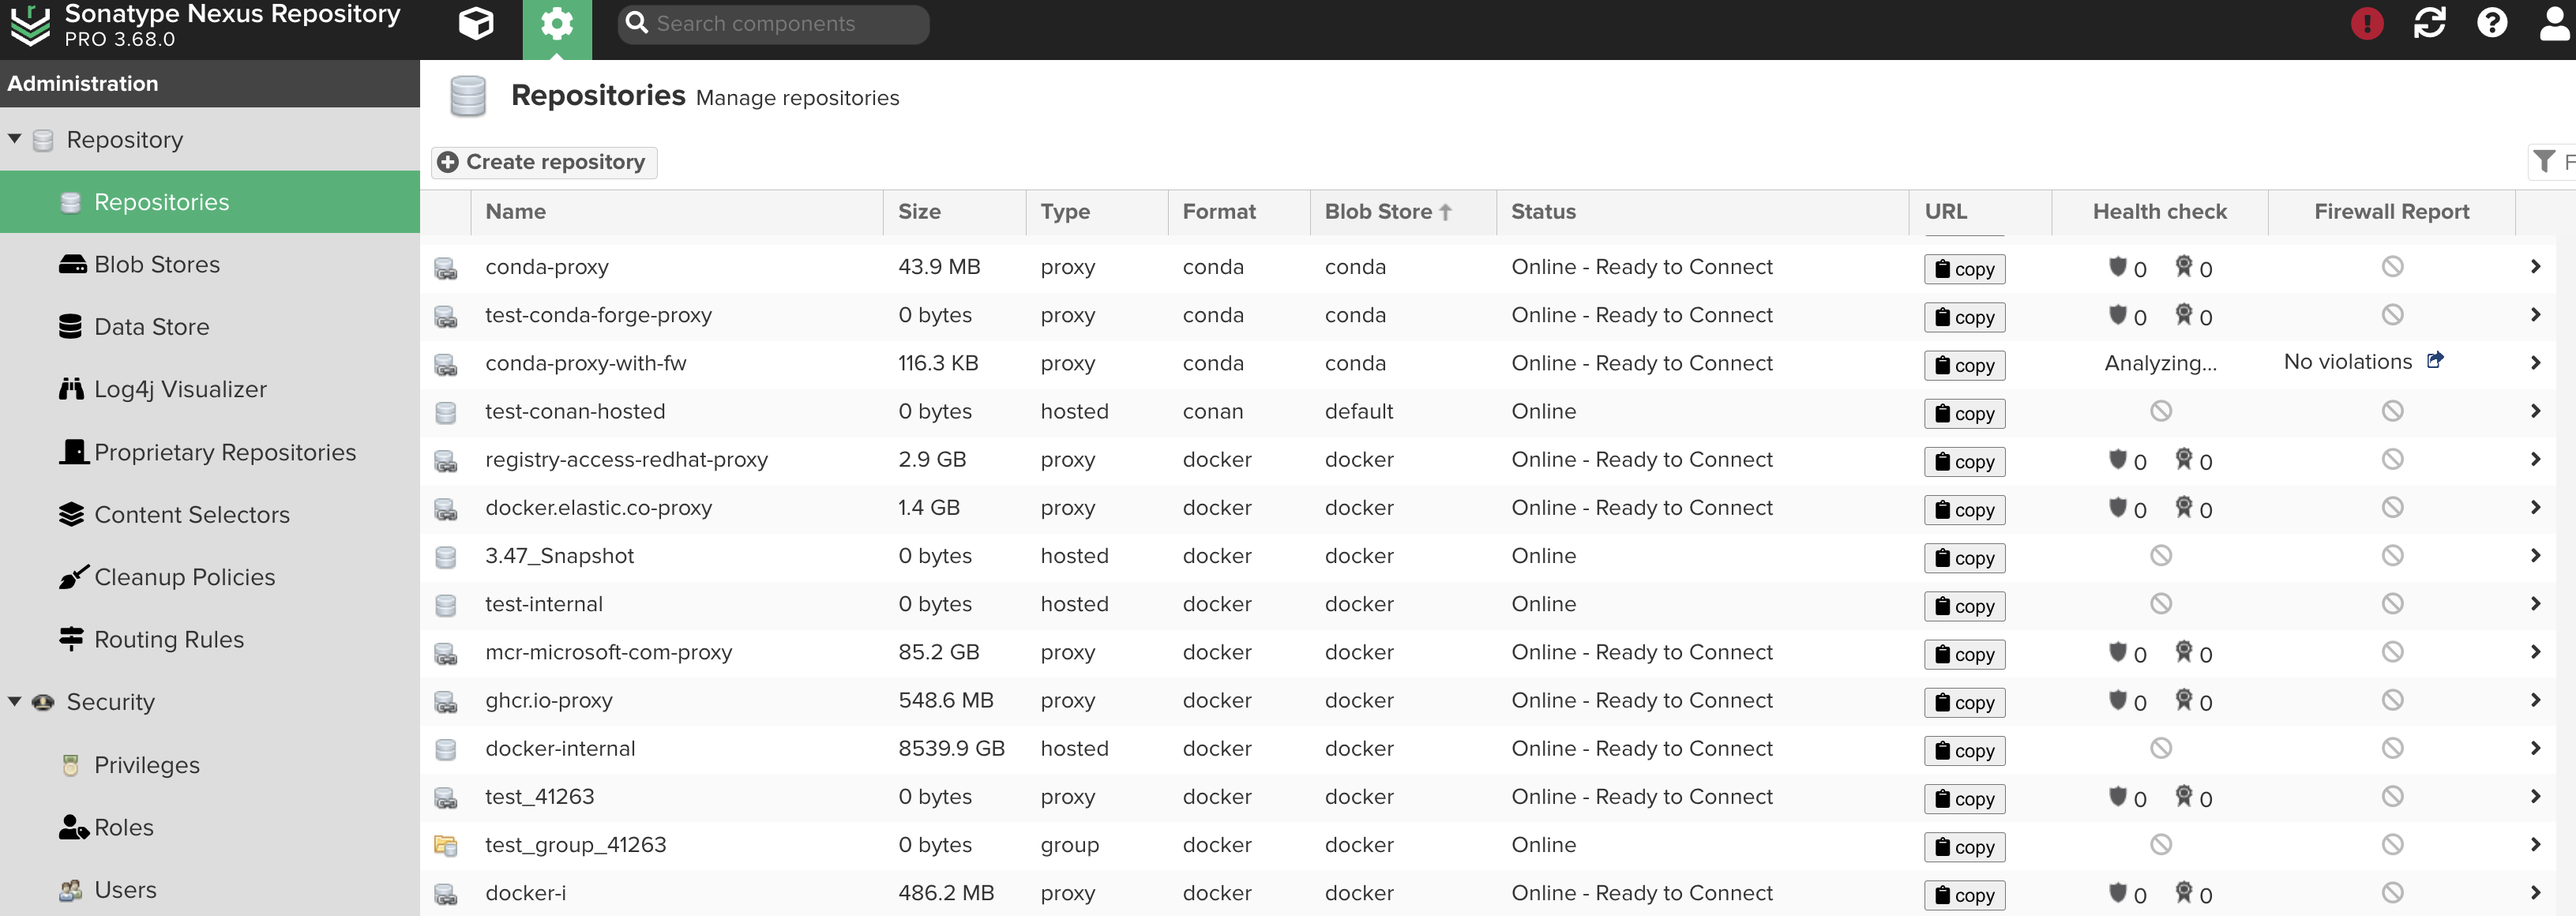 Sonatype Nexus Repository
PRO 3.68.0
Search components
Administration
Repository
Repositories
Blob Stores
Data Store
Log4j Visualizer
Proprietary Repositories
Content Selectors
Cleanup Policies
Routing Rules
Security
Privileges
Roles
Users
Repositories Manage repositories
Create repository
F
Name Size Type Format Blob Store Status URL Health check Firewall Report
conda-proxy 43.9 MB proxy conda conda Online - Ready to Connect copy 0 0
test-conda-forge-proxy 0 bytes proxy conda conda Online - Ready to Connect copy 0 0
conda-proxy-with-fw 116.3 KB proxy conda conda Online - Ready to Connect copy Analyzing... No violations
test-conan-hosted 0 bytes hosted conan default Online copy
registry-access-redhat-proxy 2.9 GB proxy docker docker Online - Ready to Connect copy 0 0
docker.elastic.co-proxy 1.4 GB proxy docker docker Online - Ready to Connect copy 0 0
3.47_Snapshot 0 bytes hosted docker docker Online copy
test-internal 0 bytes hosted docker docker Online copy
mcr-microsoft-com-proxy 85.2 GB proxy docker docker Online - Ready to Connect copy 0 0
ghcr.io-proxy 548.6 MB proxy docker docker Online - Ready to Connect copy 0 0
docker-internal 8539.9 GB hosted docker docker Online - Ready to Connect copy
test_41263 0 bytes proxy docker docker Online - Ready to Connect copy 0 0
test_group_41263 0 bytes group docker docker Online copy
docker-i 486.2 MB proxy docker docker Online - Ready to Connect copy 0 0